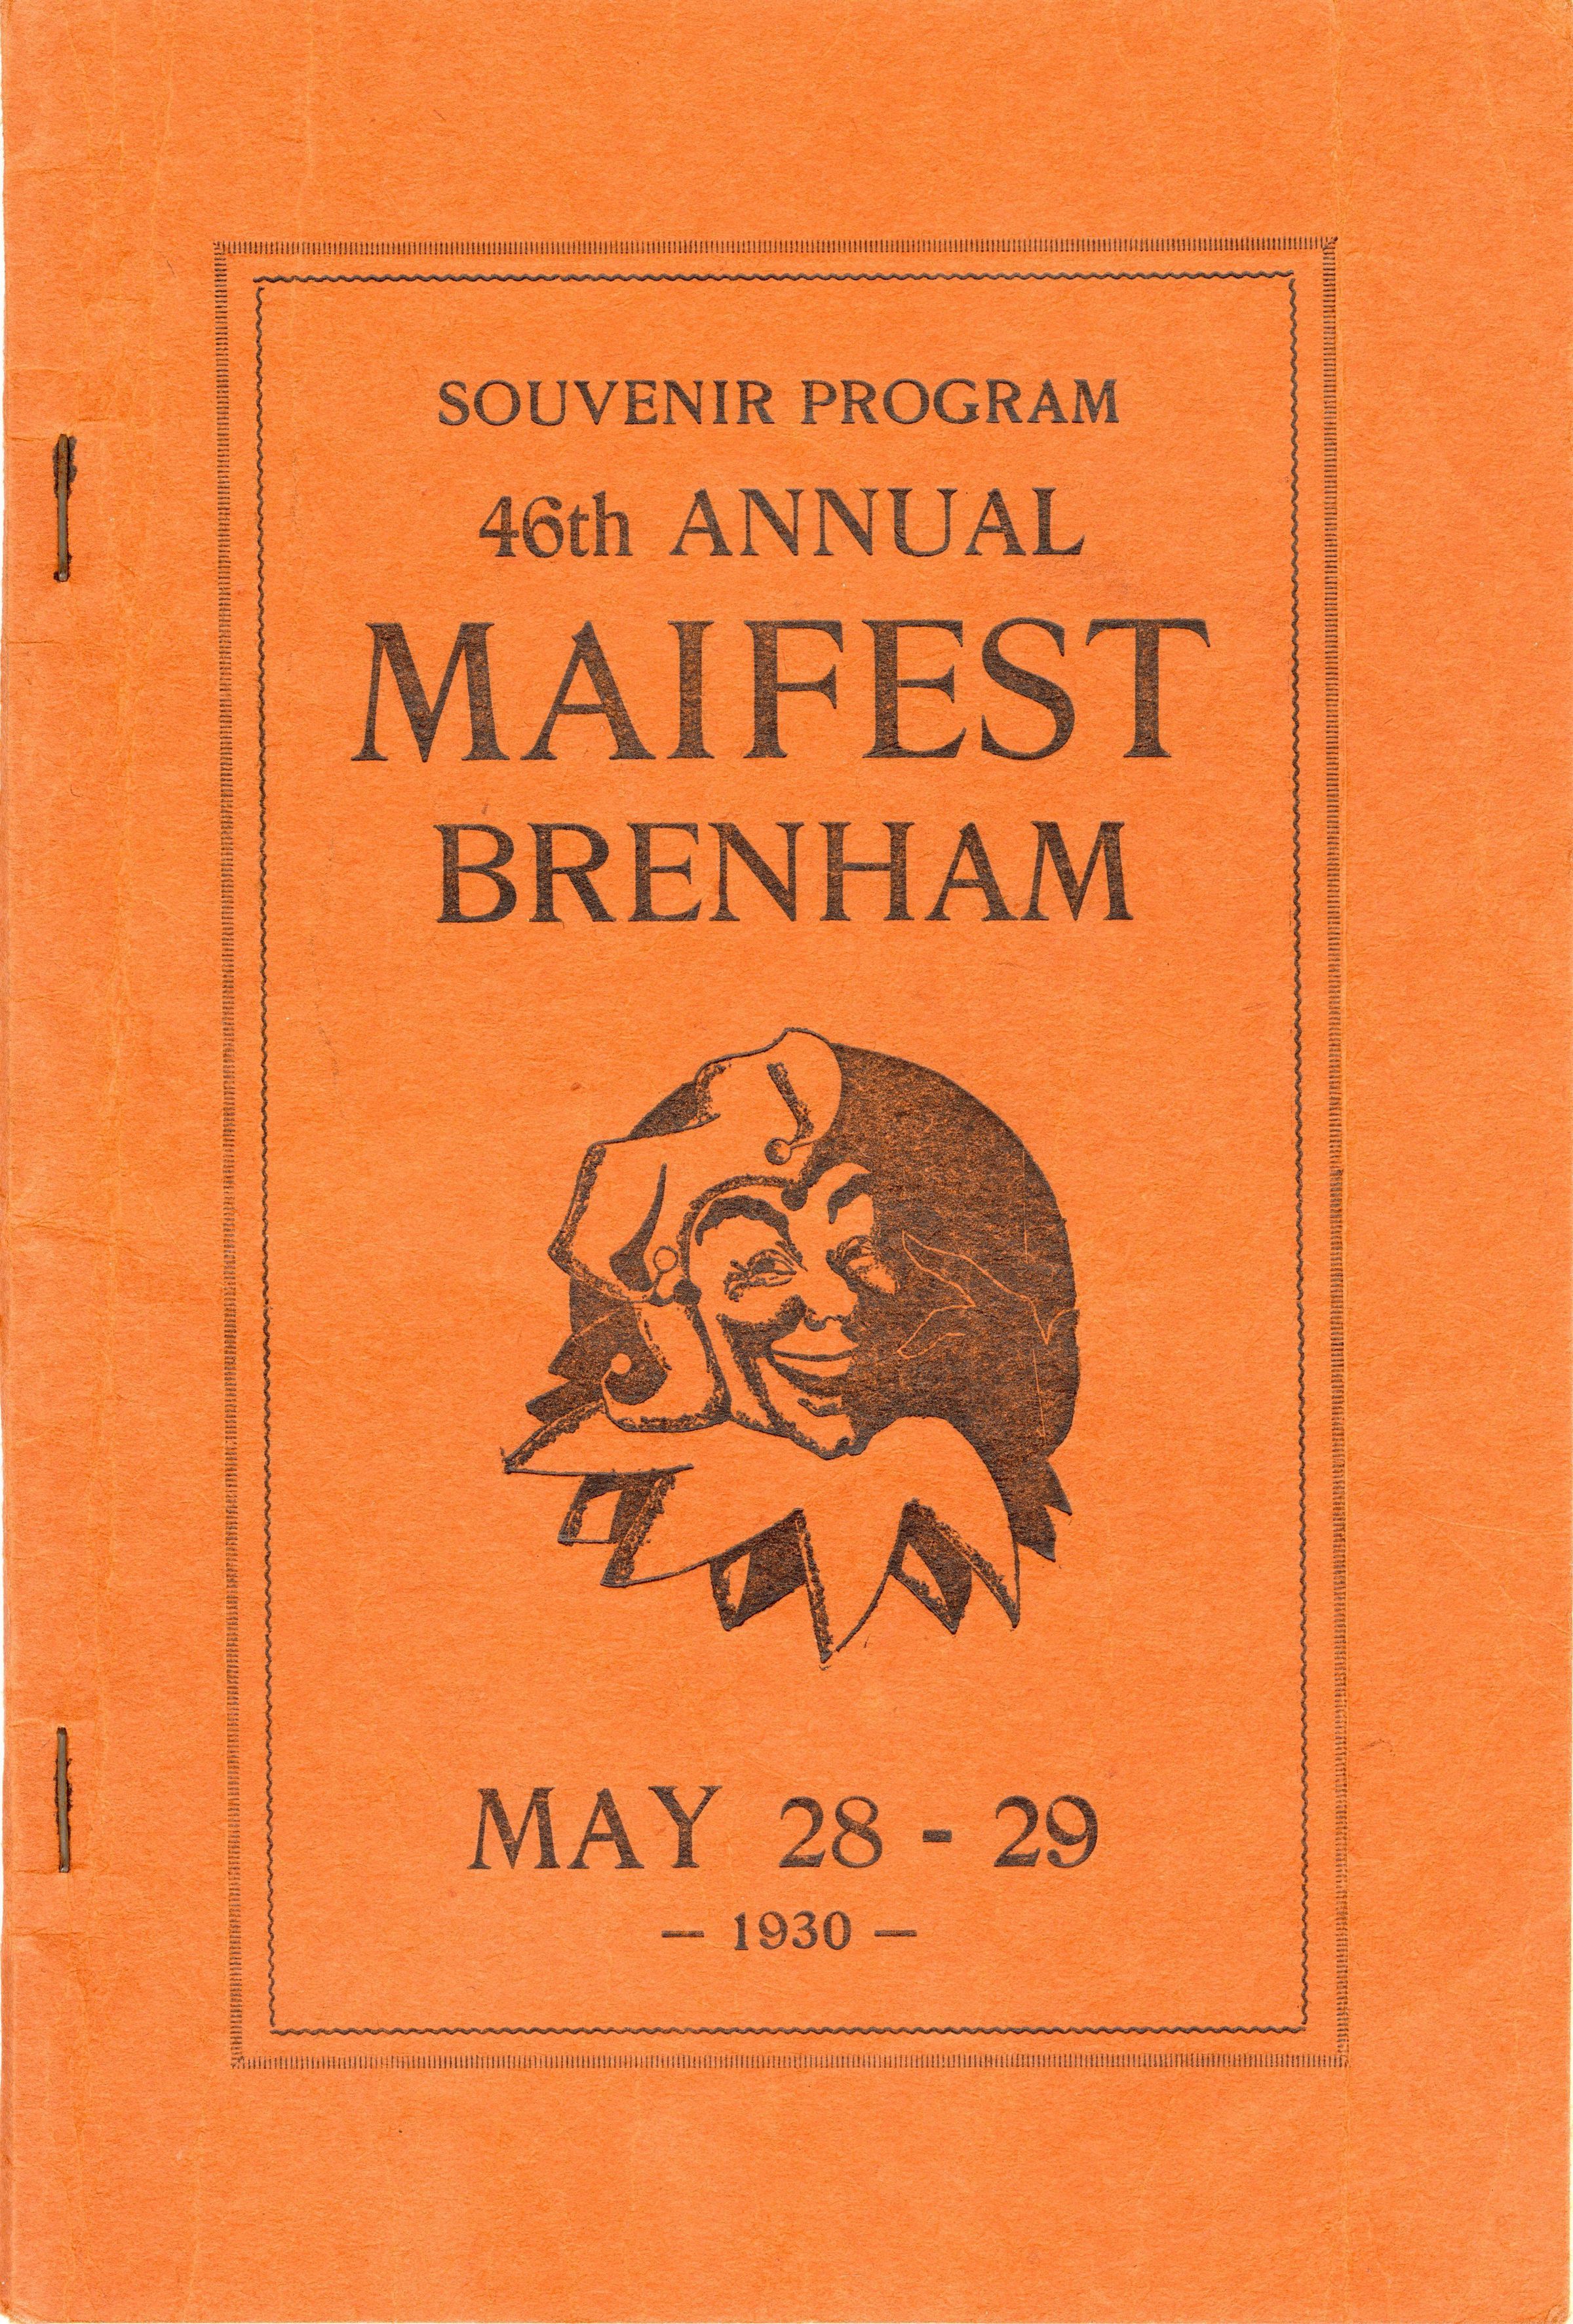 SOUVENIR PROGRAM
46th ANNUAL
MAIFEST
BRENHAM
MAY 28 - 29
— 1930 —